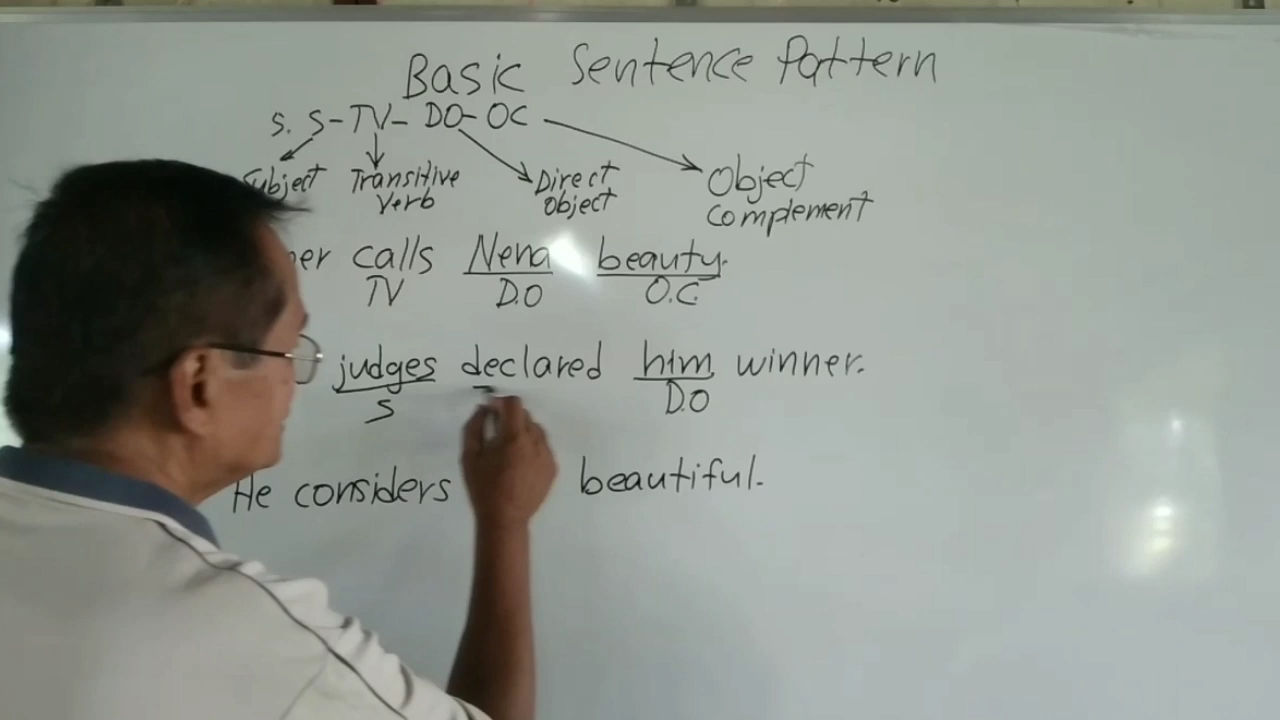 Basic Sentence Pattern
5. S-TV-DO-OC
Subject Transitive Verb Direct object Object complement
calls Nena beauty.
TV D.O O.C.
judges declared him winner.
S D.O
He considers beautiful.